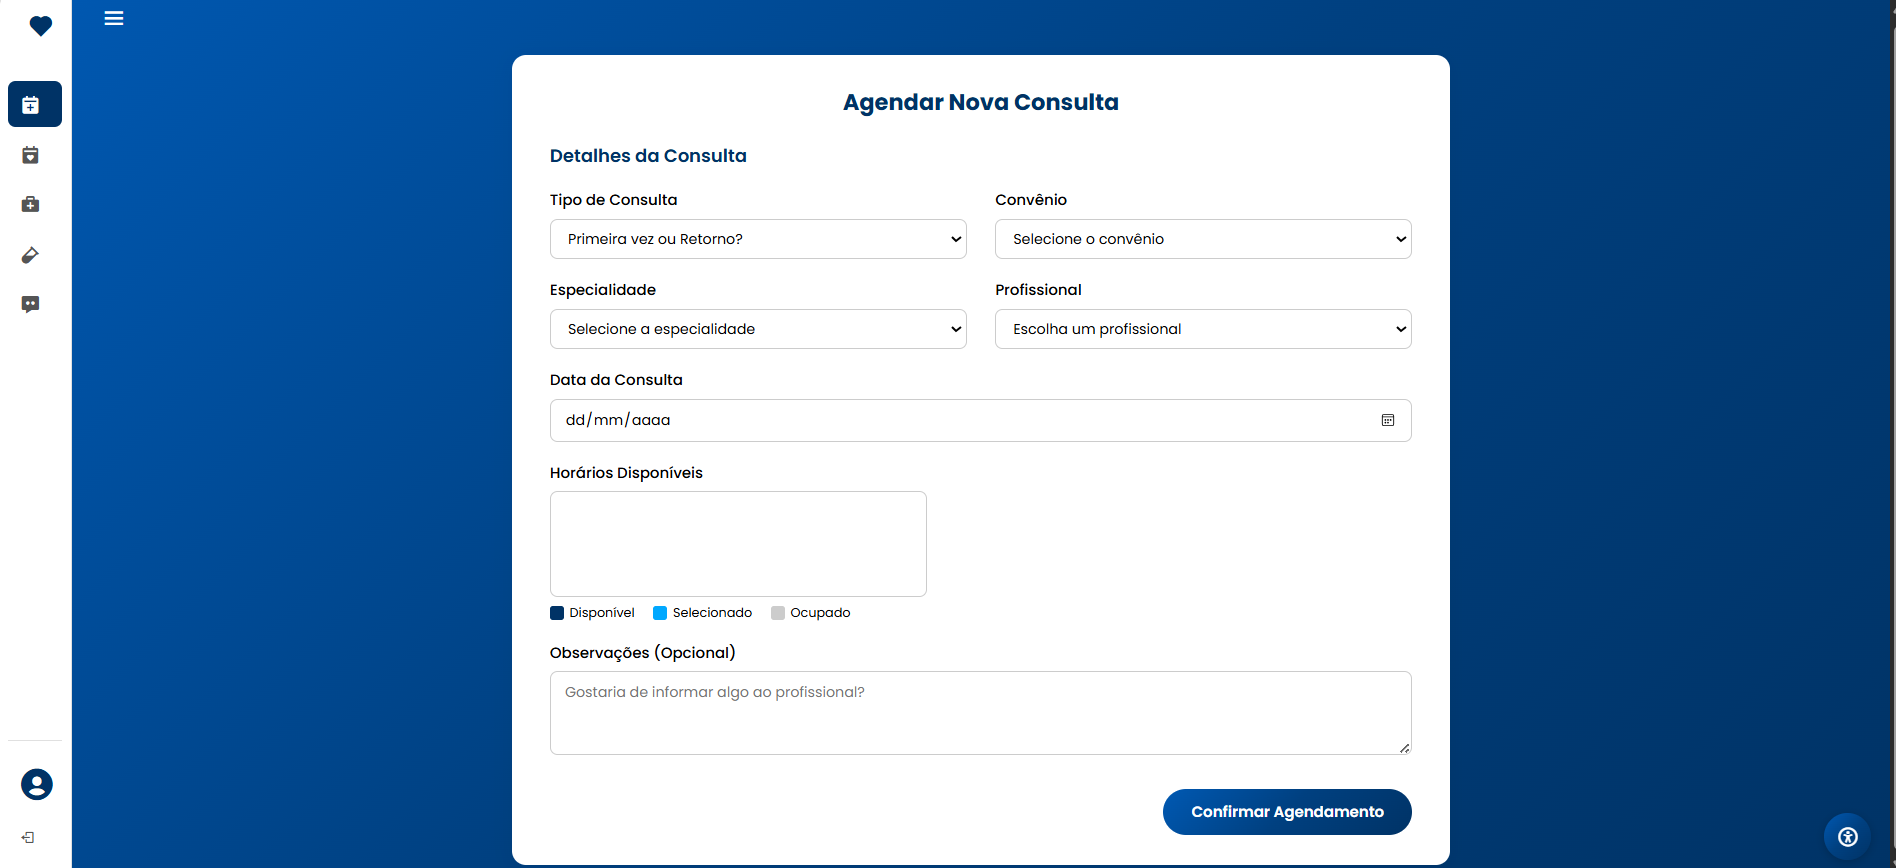 Agendar Nova Consulta
Detalhes da Consulta
Tipo de Consulta
Primeira vez ou Retorno?
Convênio
Selecione o convênio
Especialidade
Selecione a especialidade
Profissional
Escolha um profissional
Data da Consulta
dd/mm/aaaa
Horários Disponíveis
Disponível Selecionado Ocupado
Observações (Opcional)
Gostaria de informar algo ao profissional?
Confirmar Agendamento